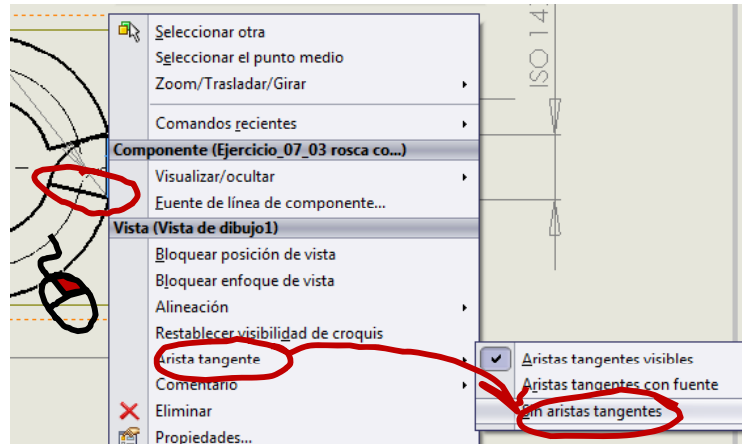 Seleccionar otra
Seleccionar el punto medio
Zoom/Trasladar/Girar
Comandos recientes
Componente (Ejercicio_07_03 rosca co...)
Visualizar/ocultar
Fuente de línea de componente...
Vista (Vista de dibujo1)
Bloquear posición de vista
Bloquear enfoque de vista
Alineación
Restablecer visibilidad de croquis
Arista tangente
Comentario
Eliminar
Propiedades...
Aristas tangentes visibles
Aristas tangentes con fuente
Sin aristas tangentes